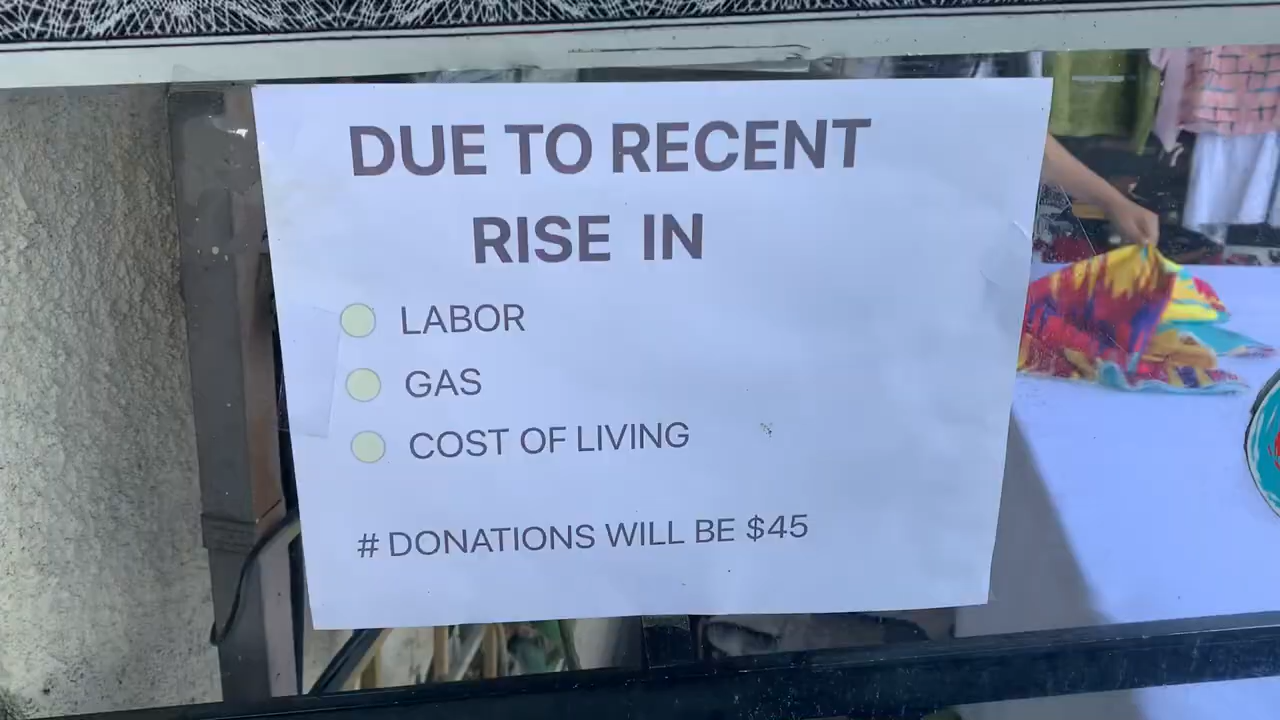 DUE TO RECENT
RISE IN
LABOR
GAS
COST OF LIVING
# DONATIONS WILL BE $45